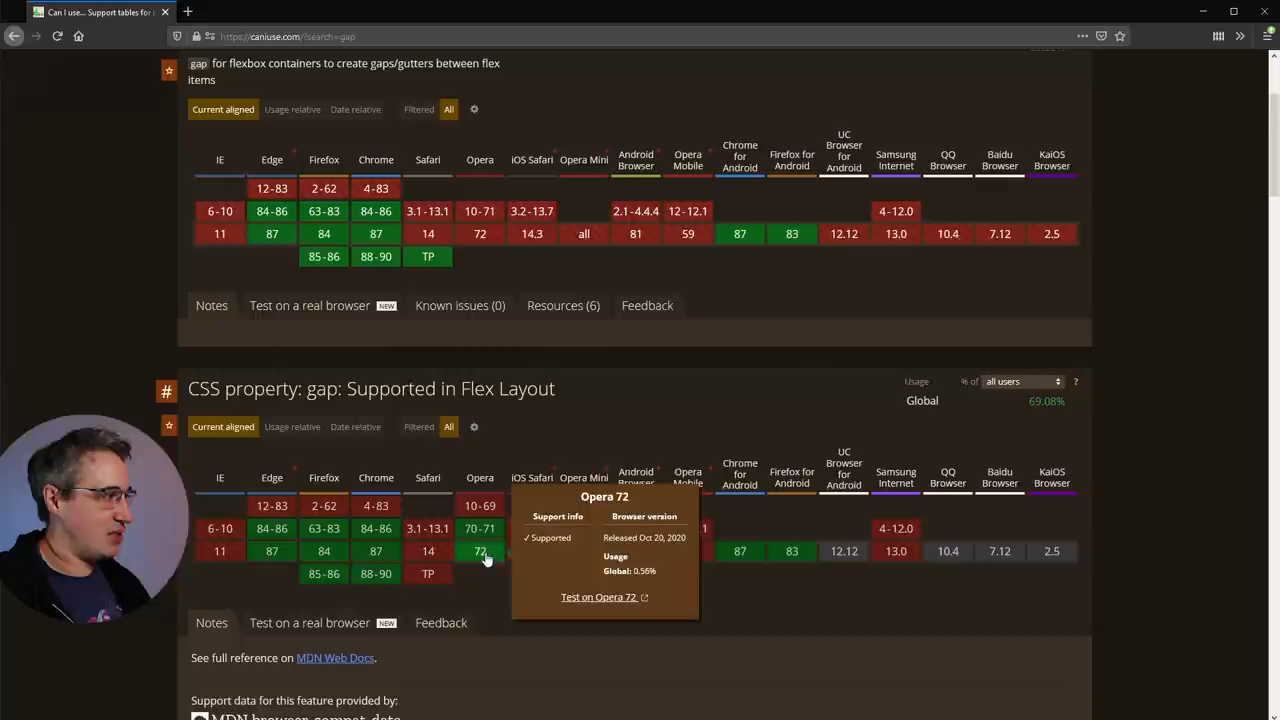 Can I use... Support tables for
https://caniuse.com/?search=gap
gap for flexbox containers to create gaps/gutters between flex
items
Current aligned Usage relative Date relative Filtered All
IE Edge Firefox Chrome Safari Opera iOS Safari Opera Mini Android Browser Opera Mobile Chrome for Android Firefox for Android UC Browser for Android Samsung Internet QQ Browser Baidu Browser KaiOS Browser
12-83 2-62 4-83
6-10 84-86 63-83 84-86 3.1-13.1 10-71 3.2-13.7 2.1-4.4.4 12-12.1 4-12.0
11 87 84 87 14 72 14.3 all 81 59 87 83 12.12 13.0 10.4 7.12 2.5
85-86 88-90 TP
Notes Test on a real browser NEW Known issues (0) Resources (6) Feedback
# CSS property: gap: Supported in Flex Layout
Usage % of all users ?
Global 69.08%
Current aligned Usage relative Date relative Filtered All
IE Edge Firefox Chrome Safari Opera iOS Safari Opera Mini Android Opera Mobile Chrome for Android Firefox for Android UC Browser for Android Samsung Internet QQ Browser Baidu Browser KaiOS Browser
12-83 2-62 4-83 10-69
6-10 84-86 63-83 84-86 3.1-13.1 70-71 4-12.0
11 87 84 87 14 72 87 83 12.12 13.0 10.4 7.12 2.5
85-86 88-90 TP
Opera 72
Support info Browser version
✓ Supported Released Oct 20, 2020
Usage
Global: 0.56%
Test on Opera 72
Notes Test on a real browser NEW Feedback
See full reference on MDN Web Docs.
Support data for this feature provided by:
MDN browser-compat-data